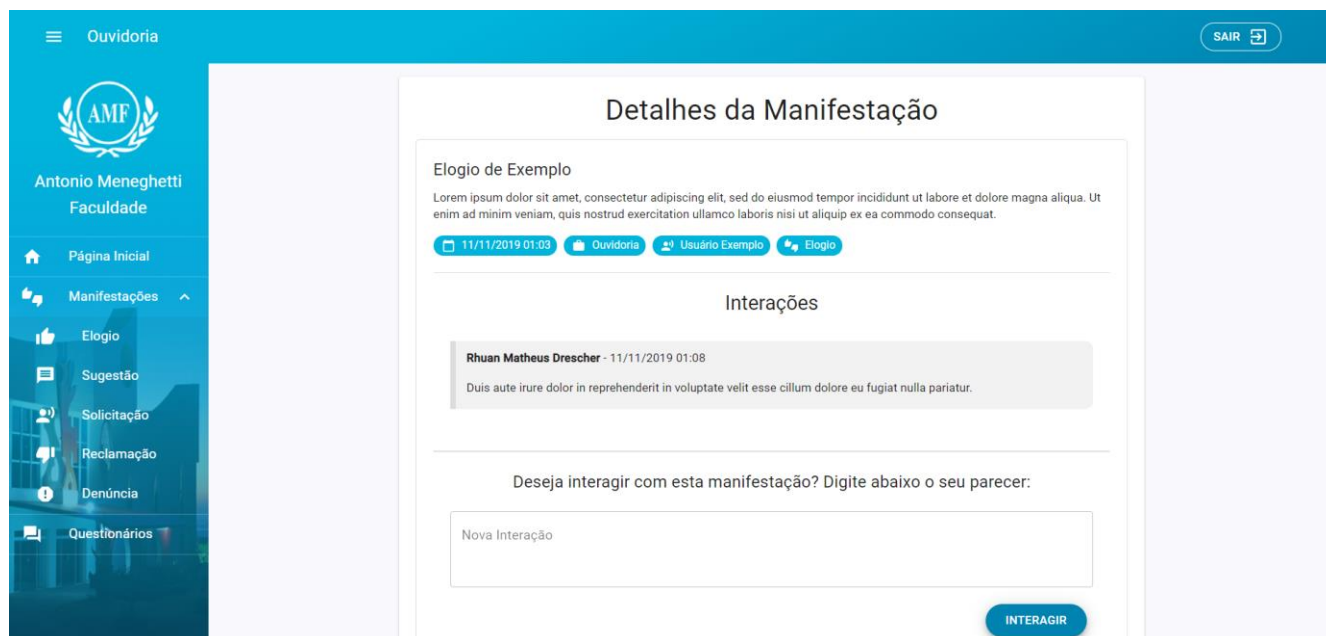 Ouvidoria
SAIR
AMF
Antonio Meneghetti
Faculdade
Página Inicial
Manifestações
Elogio
Sugestão
Solicitação
Reclamação
Denúncia
Questionários
Detalhes da Manifestação
Elogio de Exemplo
Lorem ipsum dolor sit amet, consectetur adipiscing elit, sed do eiusmod tempor incididunt ut labore et dolore magna aliqua. Ut
enim ad minim veniam, quis nostrud exercitation ullamco laboris nisi ut aliquip ex ea commodo consequat.
11/11/2019 01:03 Ouvidoria Usuário Exemplo Elogio
Interações
Rhuan Matheus Drescher - 11/11/2019 01:08
Duis aute irure dolor in reprehenderit in voluptate velit esse cillum dolore eu fugiat nulla pariatur.
Deseja interagir com esta manifestação? Digite abaixo o seu parecer:
Nova Interação
INTERAGIR